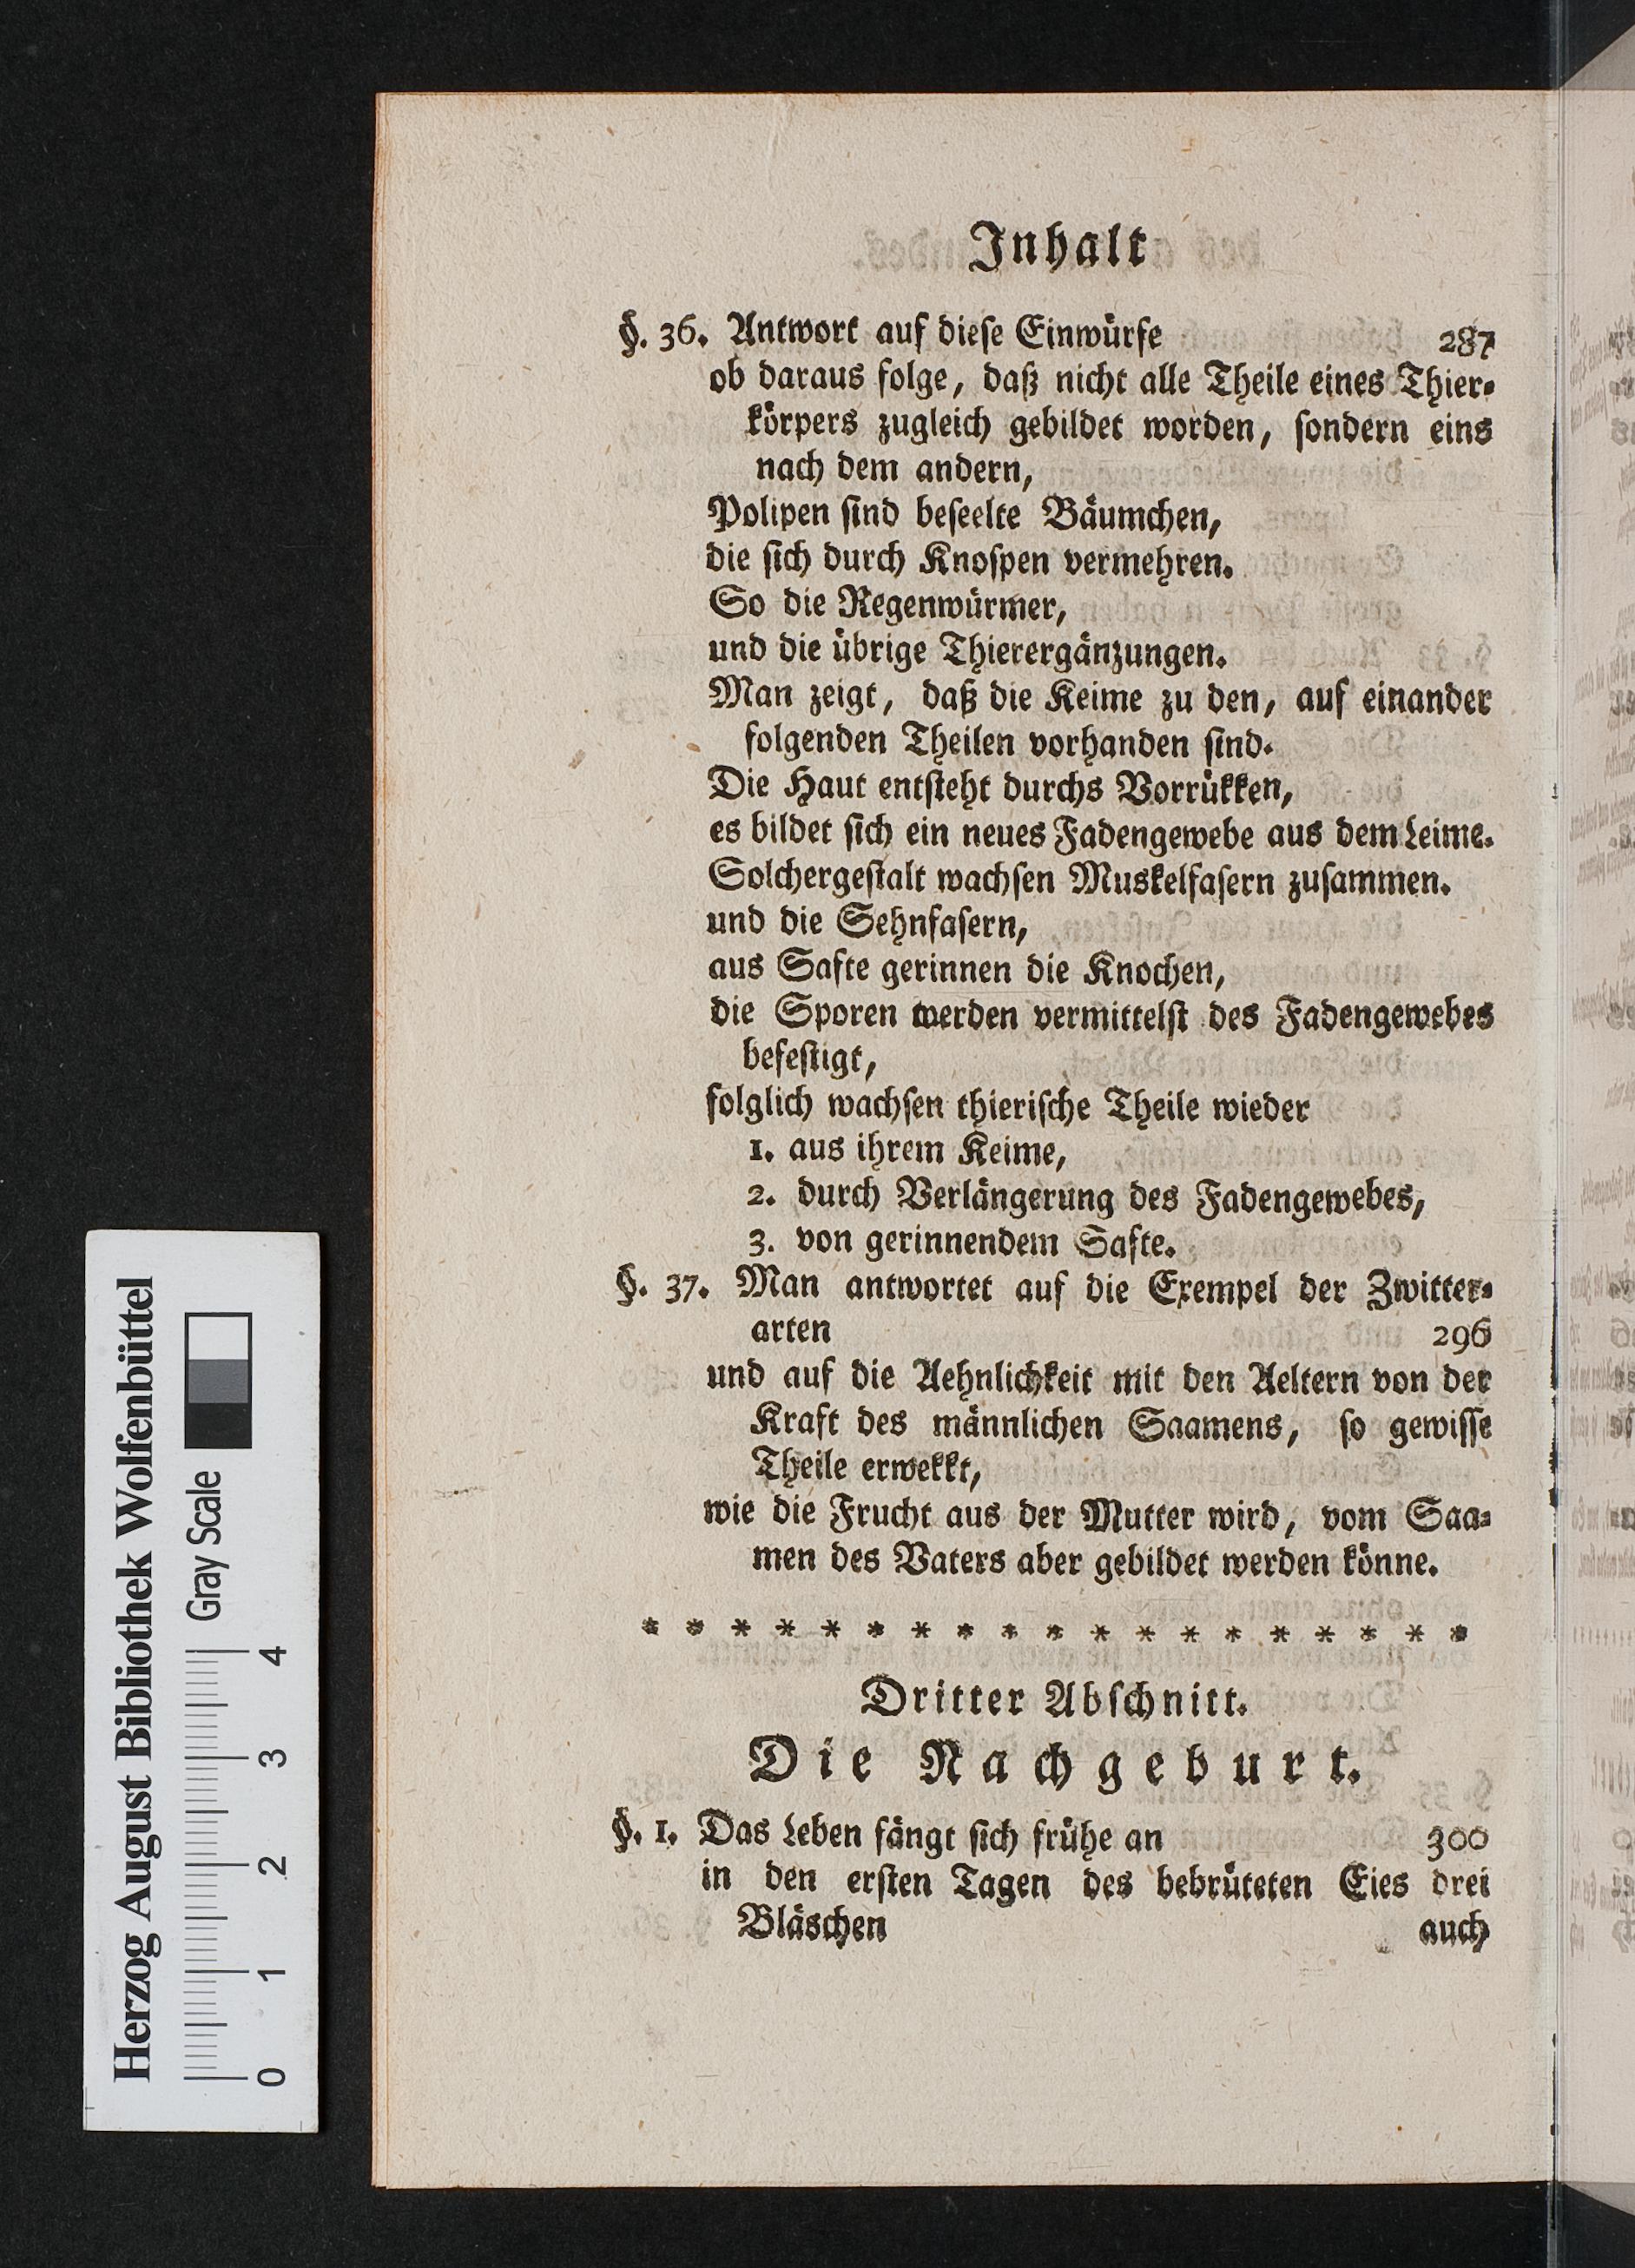 Inhalt
§. 36. Antwort auf diese Einwürfe 287
ob daraus folge, daß nicht alle Theile eines Thier-
körpers zugleich gebildet worden, sondern eins
nach dem andern,
Polipen sind beseelte Bäumchen,
die sich durch Knospen vermehren.
So die Regenwürmer,
und die übrige Thierergänzungen.
Man zeigt, daß die Keime zu den, auf einander
folgenden Theilen vorhanden sind.
Die Haut entsteht durchs Vorrükken,
es bildet sich ein neues Fadengewebe aus dem Leime.
Solchergestalt wachsen Muskelfasern zusammen.
und die Sehnfasern,
aus Safte gerinnen die Knochen,
die Sporen werden vermittelst des Fadengewebes
befestigt,
folglich wachsen thierische Theile wieder
1. aus ihrem Keime,
2. durch Verlängerung des Fadengewebes,
3. von gerinnendem Safte.
§. 37. Man antwortet auf die Exempel der Zwitter-
arten 296
und auf die Aehnlichkeit mit den Aeltern von der
Kraft des männlichen Saamens, so gewisse
Theile erwekkt,
wie die Frucht aus der Mutter wird, vom Saa-
men des Vaters aber gebildet werden könne.
* * * * * * * * * * * * * * * * * * *
Dritter Abschnitt.
Die Nachgeburt.
§. 1. Das Leben fängt sich frühe an 300
in den ersten Tagen des bebrüteten Eies drei
Bläschen auch
Herzog August Bibliothek Wolfenbüttel
Gray Scale
0 1 2 3 4